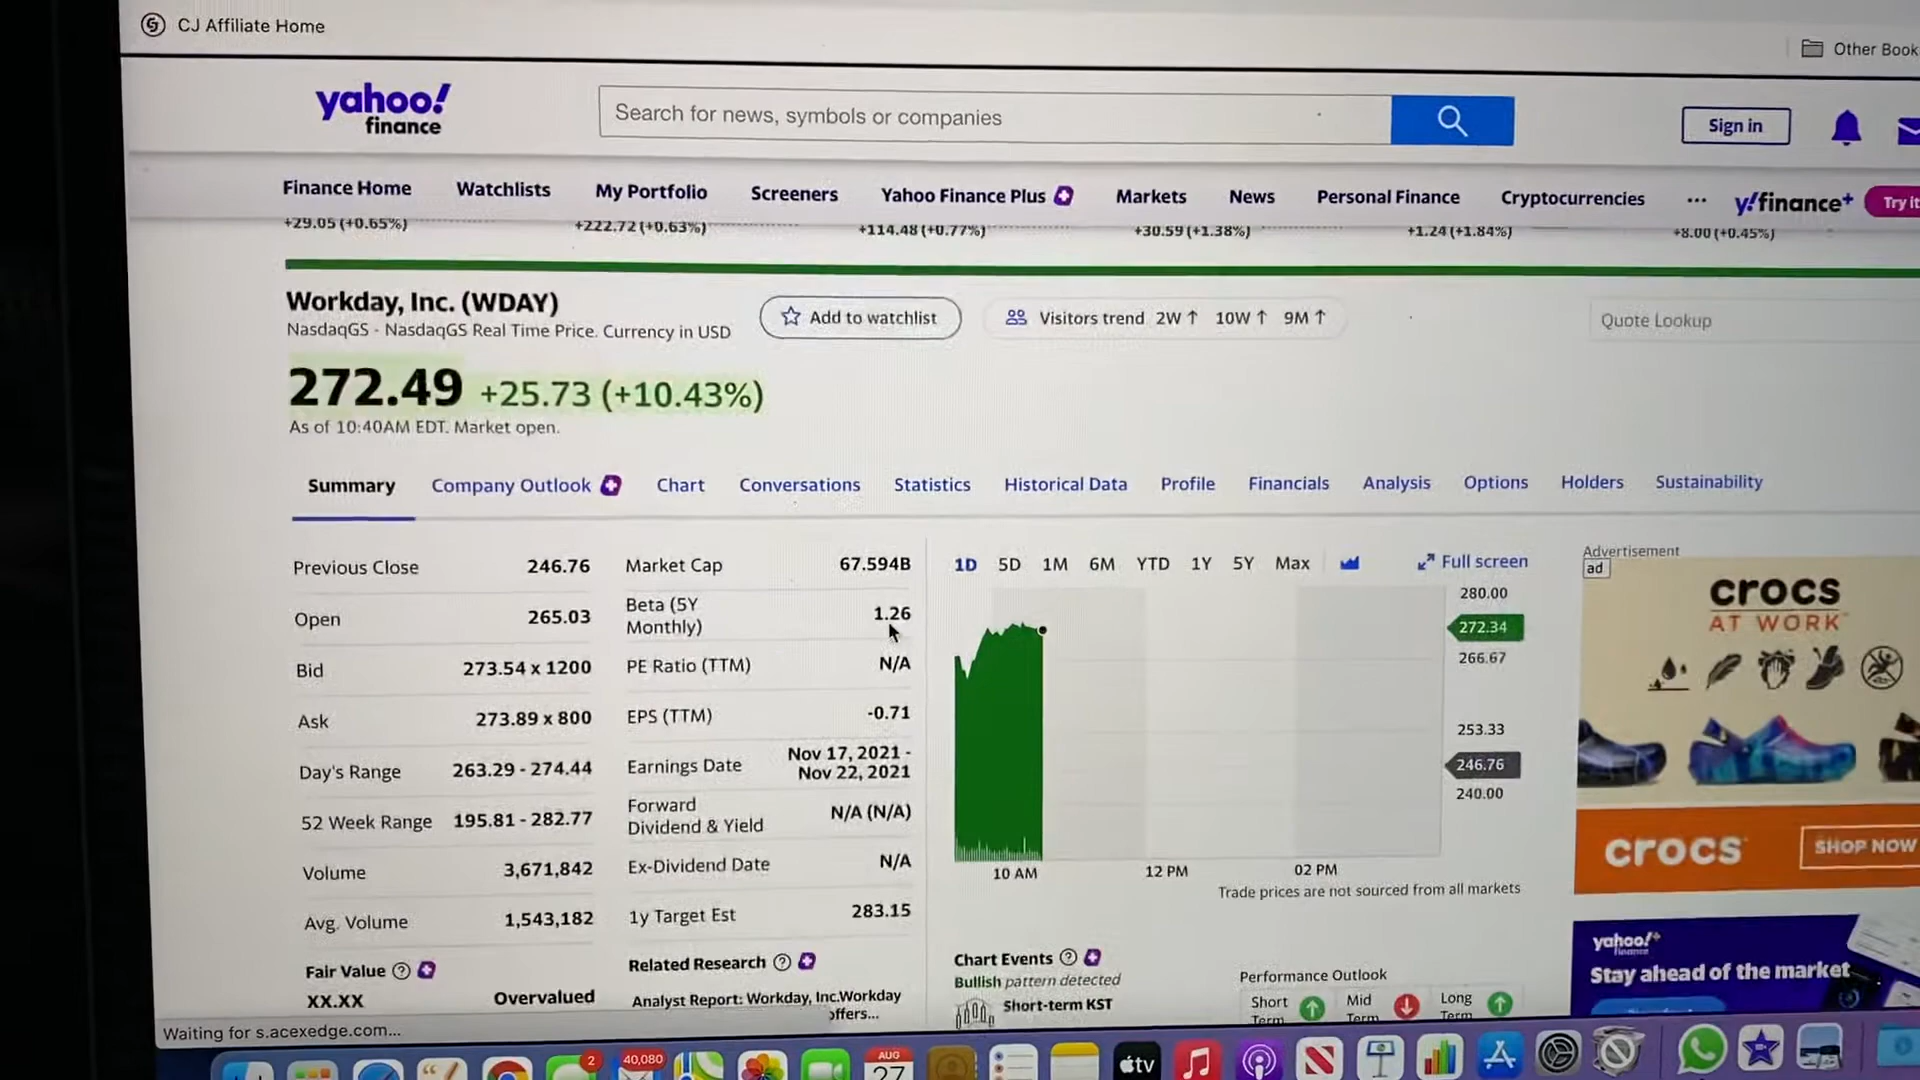 CJ Affiliate Home
Other Book
yahoo!
finance
Search for news, symbols or companies
Sign in
Finance Home Watchlists My Portfolio Screeners Yahoo Finance Plus Markets News Personal Finance Cryptocurrencies ... y!finance+ Try it
+29.05 (+0.65%) +222.72 (+0.63%) +114.48 (+0.77%) +30.59 (+1.38%) +1.24 (+1.84%) +8.00 (+0.45%)
Workday, Inc. (WDAY)
NasdaqGS - NasdaqGS Real Time Price. Currency in USD
Add to watchlist
Visitors trend 2W↑ 10W↑ 9M↑
Quote Lookup
272.49 +25.73 (+10.43%)
As of 10:40AM EDT. Market open.
Summary Company Outlook Chart Conversations Statistics Historical Data Profile Financials Analysis Options Holders Sustainability
Previous Close 246.76
Open 265.03
Bid 273.54 x 1200
Ask 273.89 x 800
Day's Range 263.29 - 274.44
52 Week Range 195.81 - 282.77
Volume 3,671,842
Avg. Volume 1,543,182
Fair Value
XX.XX Overvalued
Market Cap 67.594B
Beta (5Y
Monthly) 1.26
PE Ratio (TTM) N/A
EPS (TTM) -0.71
Earnings Date Nov 17, 2021 -
Nov 22, 2021
Forward
Dividend & Yield N/A (N/A)
Ex-Dividend Date N/A
1y Target Est 283.15
Related Research
Analyst Report: Workday, Inc.Workday
offers...
1D 5D 1M 6M YTD 1Y 5Y Max Full screen
280.00
272.34
266.67
253.33
246.76
240.00
10 AM 12 PM 02 PM
Trade prices are not sourced from all markets
Chart Events
Bullish pattern detected
Short-term KST
Performance Outlook
Short
Term
Mid
Term
Long
Term
Advertisement
ad
crocs
AT WORK™
crocs™
SHOP NOW
yahoo!+
finance
Stay ahead of the market
Waiting for s.acexedge.com...
2
40,080
AUG
27
tv